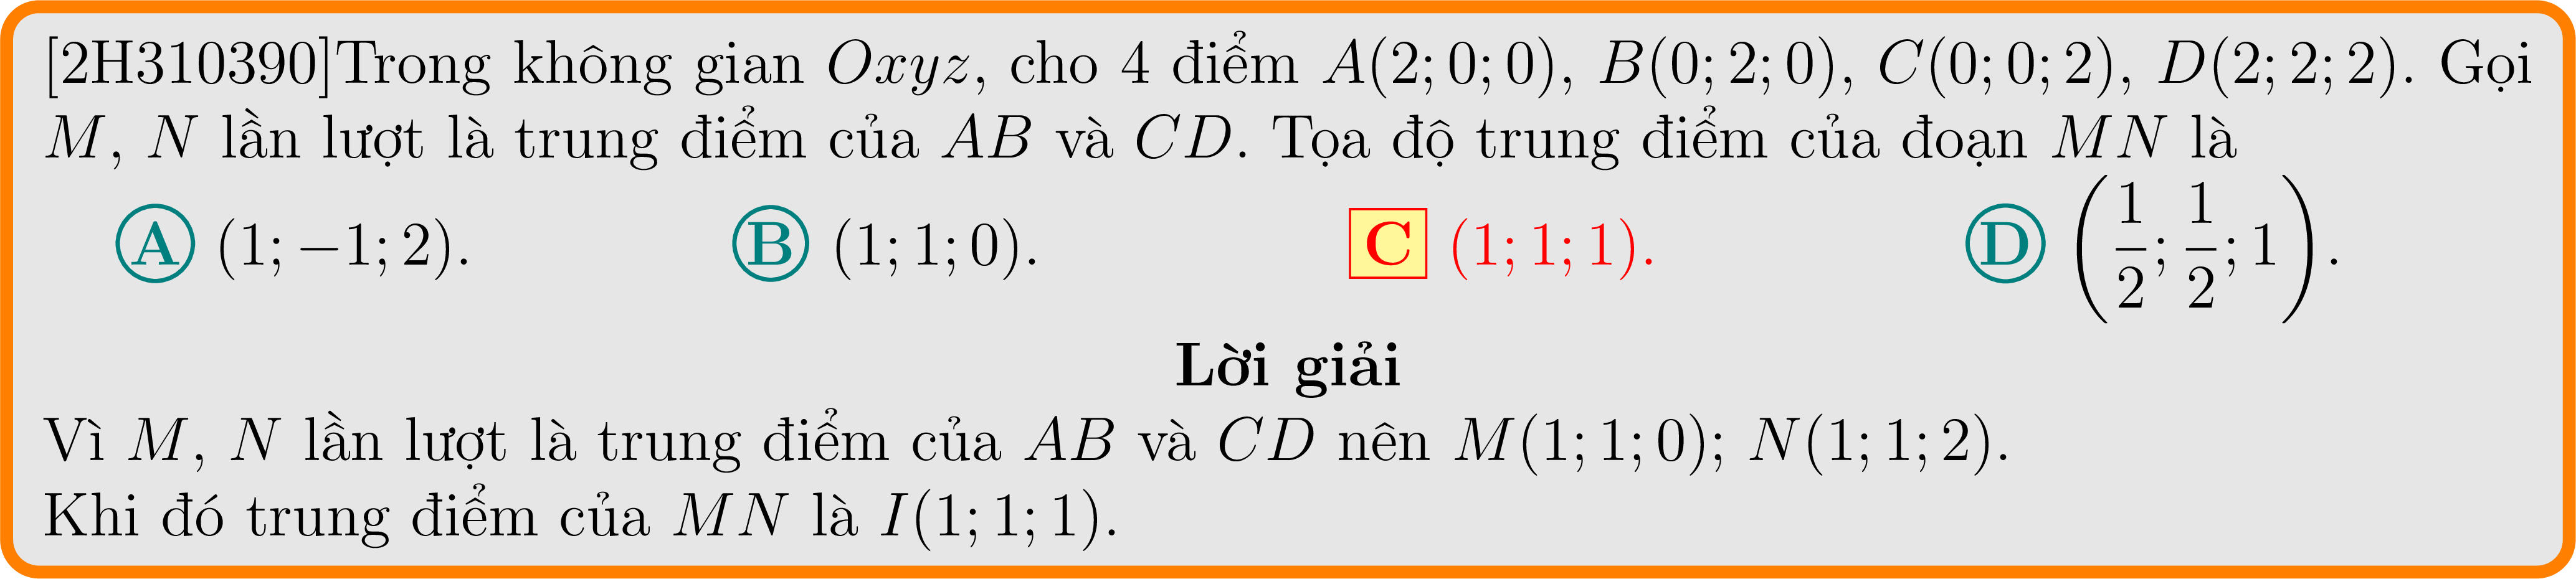 [2H310390]Trong không gian Oxyz, cho 4 điểm A(2; 0; 0), B(0; 2; 0), C(0; 0; 2), D(2; 2; 2). Gọi
M, N lần lượt là trung điểm của AB và CD. Tọa độ trung điểm của đoạn MN là
A (1; −1; 2). B (1; 1; 0). C (1; 1; 1). D (1/2; 1/2; 1).
Lời giải
Vì M, N lần lượt là trung điểm của AB và CD nên M(1; 1; 0); N(1; 1; 2).
Khi đó trung điểm của MN là I(1; 1; 1).